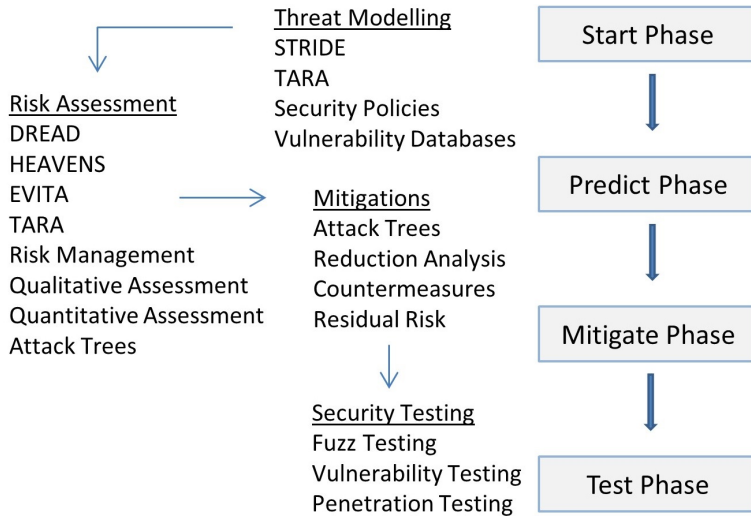 Threat Modelling
STRIDE
TARA
Security Policies
Vulnerability Databases
Risk Assessment
DREAD
HEAVENS
EVITA
TARA
Risk Management
Qualitative Assessment
Quantitative Assessment
Attack Trees
Mitigations
Attack Trees
Reduction Analysis
Countermeasures
Residual Risk
Security Testing
Fuzz Testing
Vulnerability Testing
Penetration Testing
Start Phase
Predict Phase
Mitigate Phase
Test Phase